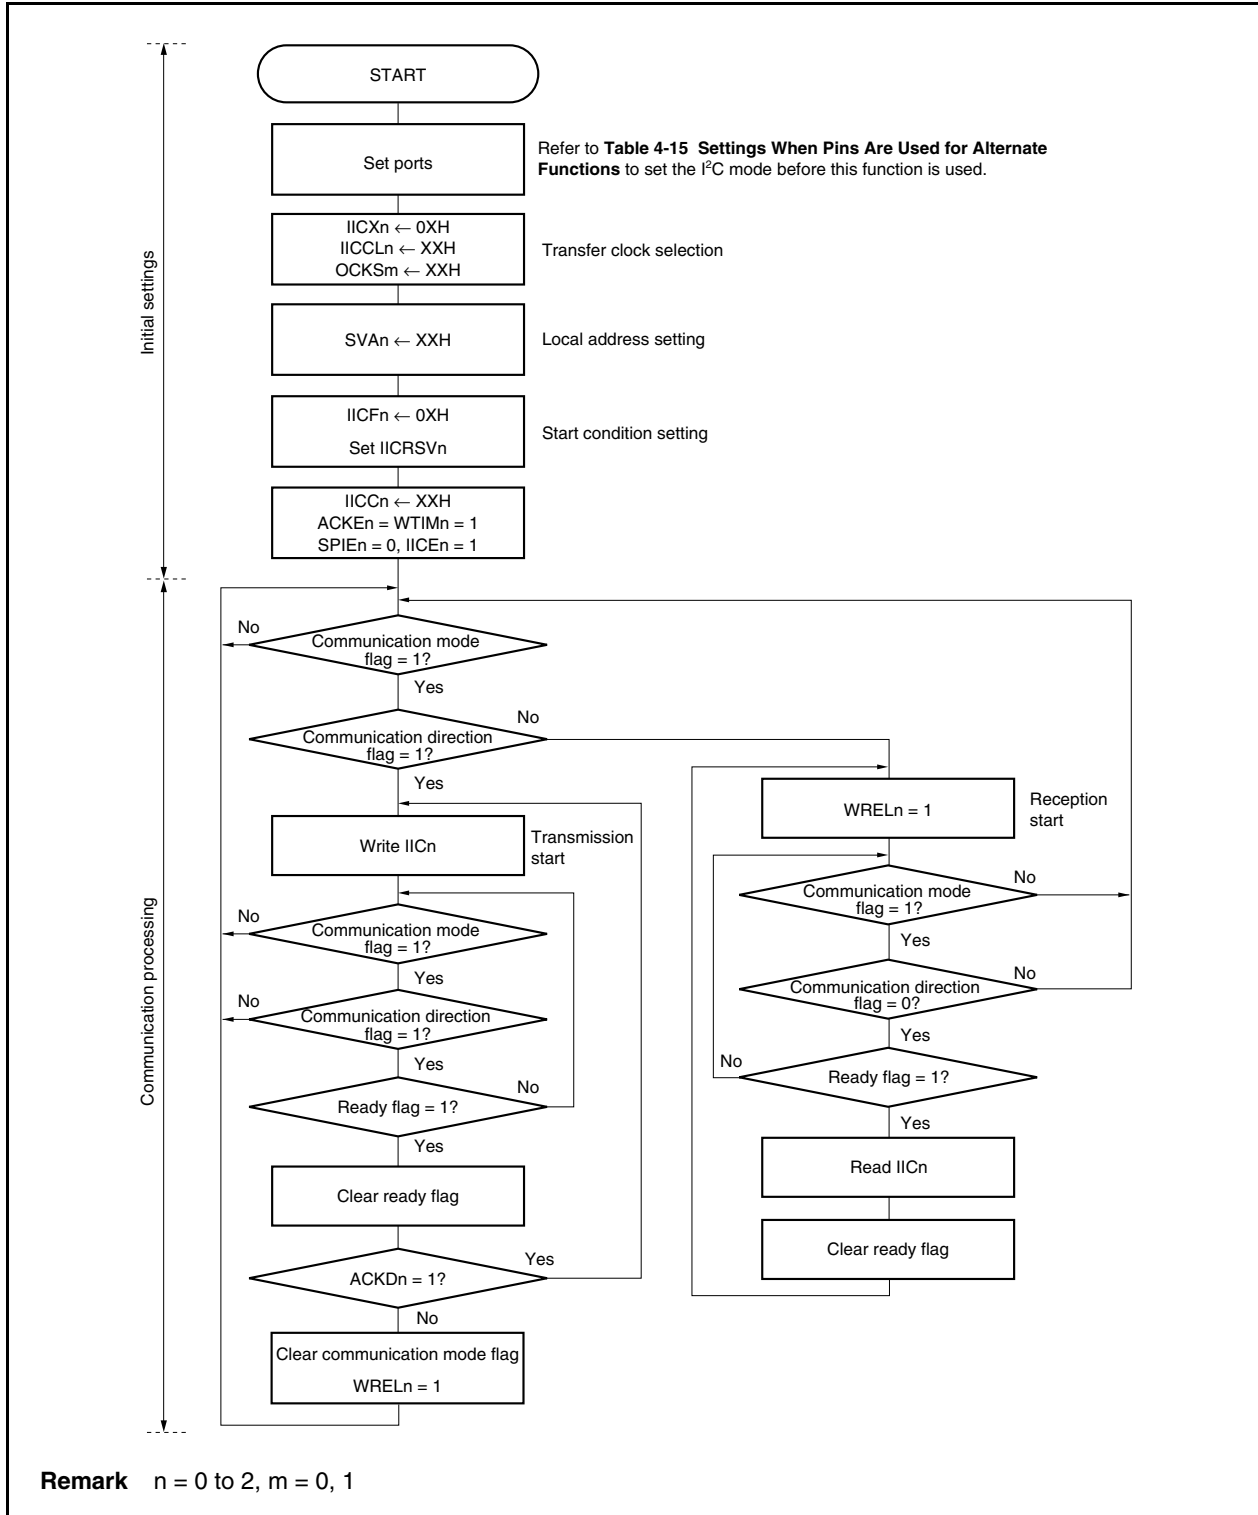 START
Set ports
Refer to Table 4-15 Settings When Pins Are Used for Alternate
Functions to set the I²C mode before this function is used.
IICXn ← 0XH
IICCLn ← XXH
OCKSm ← XXH
Transfer clock selection
SVAn ← XXH
Local address setting
IICFn ← 0XH
Set IICRSVn
Start condition setting
IICCn ← XXH
ACKEn = WTIMn = 1
SPIEn = 0, IICEn = 1
Initial settings
Communication processing
No
Communication mode
flag = 1?
Yes
Communication direction
flag = 1?
No
Yes
Write IICn
Transmission
start
No
Communication mode
flag = 1?
Yes
No
Communication direction
flag = 1?
Yes
Ready flag = 1?
No
Yes
Clear ready flag
ACKDn = 1?
Yes
No
Clear communication mode flag
WRELn = 1
WRELn = 1
Reception
start
Communication mode
flag = 1?
No
Yes
Communication direction
flag = 0?
No
Yes
No
Ready flag = 1?
Yes
Read IICn
Clear ready flag
Remark n = 0 to 2, m = 0, 1